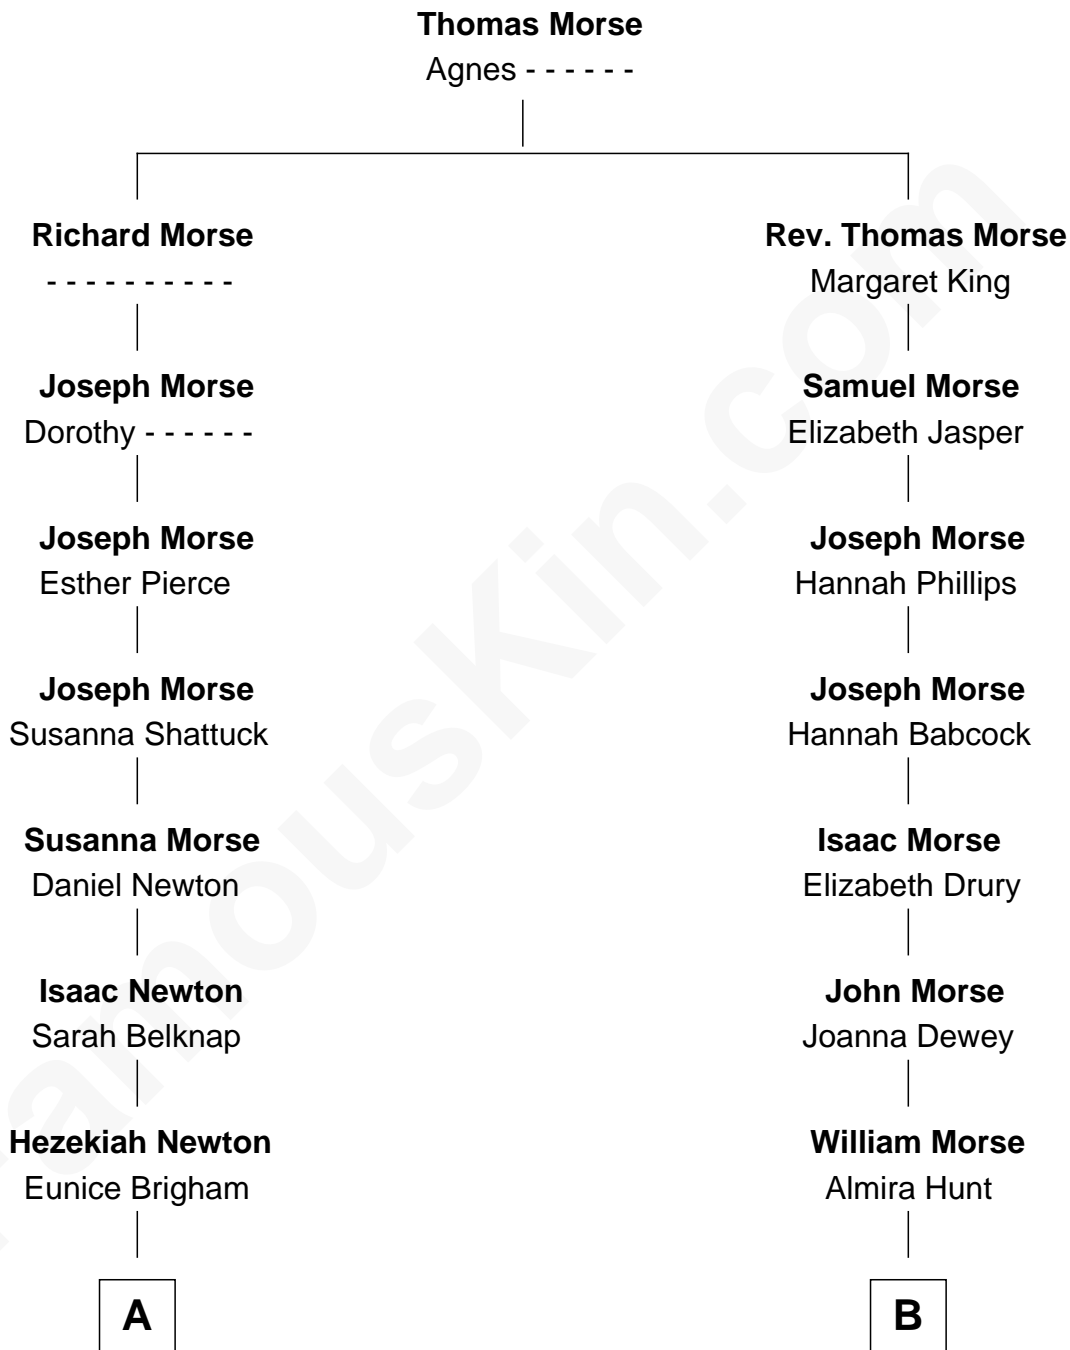 Thomas Morse
Agnes - - - - - -
Richard Morse
- - - - - - - - - -
Joseph Morse
Dorothy - - - - - -
Joseph Morse
Esther Pierce
Joseph Morse
Susanna Shattuck
Susanna Morse
Daniel Newton
Isaac Newton
Sarah Belknap
Hezekiah Newton
Eunice Brigham
A
Rev. Thomas Morse
Margaret King
Samuel Morse
Elizabeth Jasper
Joseph Morse
Hannah Phillips
Joseph Morse
Hannah Babcock
Isaac Morse
Elizabeth Drury
John Morse
Joanna Dewey
William Morse
Almira Hunt
B
FamousKin.com